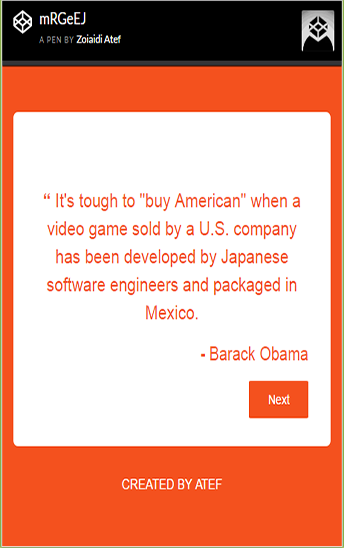 mRGeEJ
A PEN BY Zoiaidi Atef
“ It's tough to "buy American" when a
video game sold by a U.S. company
has been developed by Japanese
software engineers and packaged in
Mexico.
- Barack Obama
Next
CREATED BY ATEF